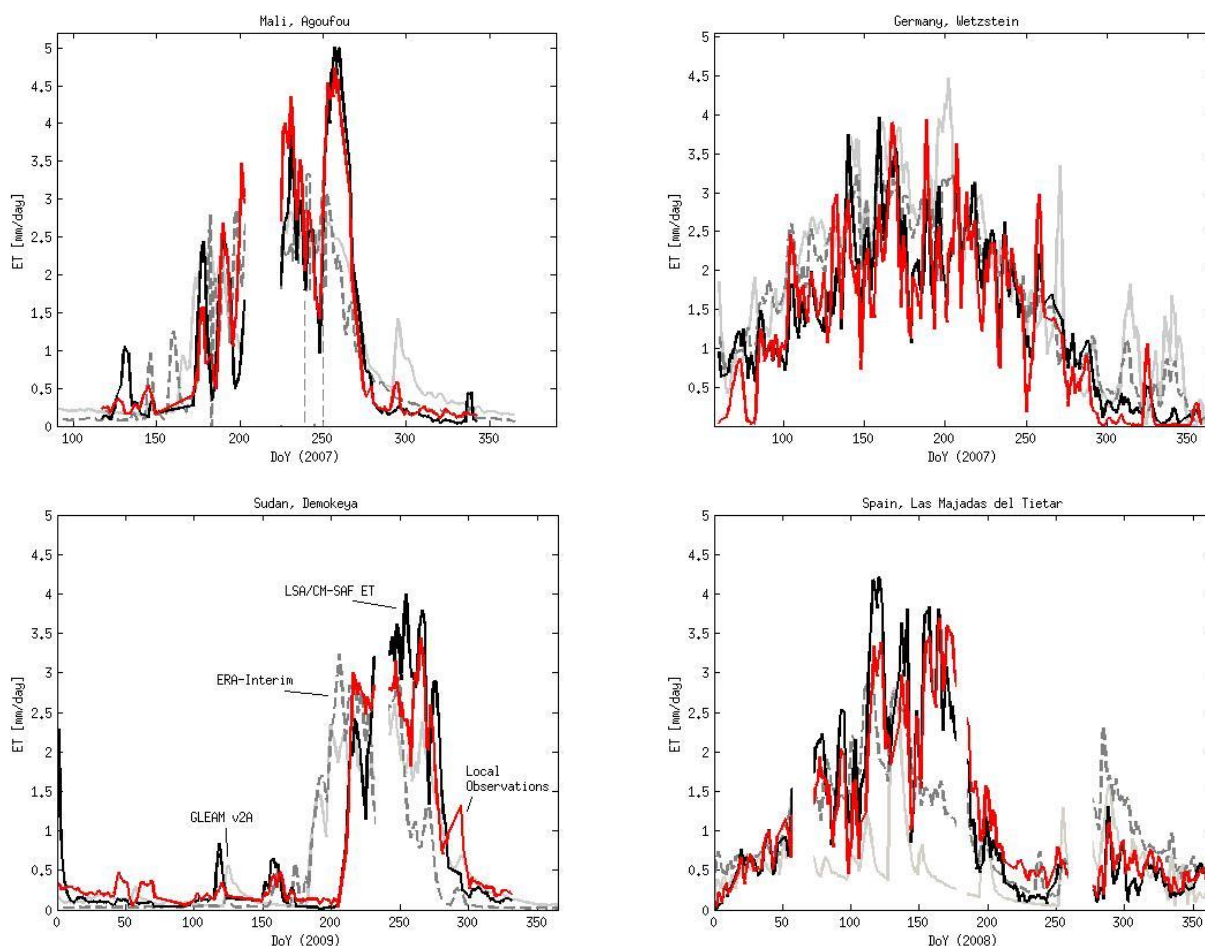 Mali, Agoufou
5
4.5
4
3.5
3
2.5
2
1.5
1
0.5
0
ET [mm/day]
100 150 200 250 300 350
DoY (2007)
Germany, Wetzstein
5
4.5
4
3.5
3
2.5
2
1.5
1
0.5
ET [mm/day]
100 150 200 250 300 350
DoY (2007)
Sudan, Demokeya
5
4.5
4
3.5
3
2.5
2
1.5
1
0.5
0
ET [mm/day]
LSA/CM-SAF ET
ERA-Interim
GLEAM v2A
Local
Observations
0 50 100 150 200 250 300 350
DoY (2009)
Spain, Las Majadas del Tietar
5
4.5
4
3.5
3
2.5
2
1.5
1
0.5
0
ET [mm/day]
0 50 100 150 200 250 300 350
DoY (2008)